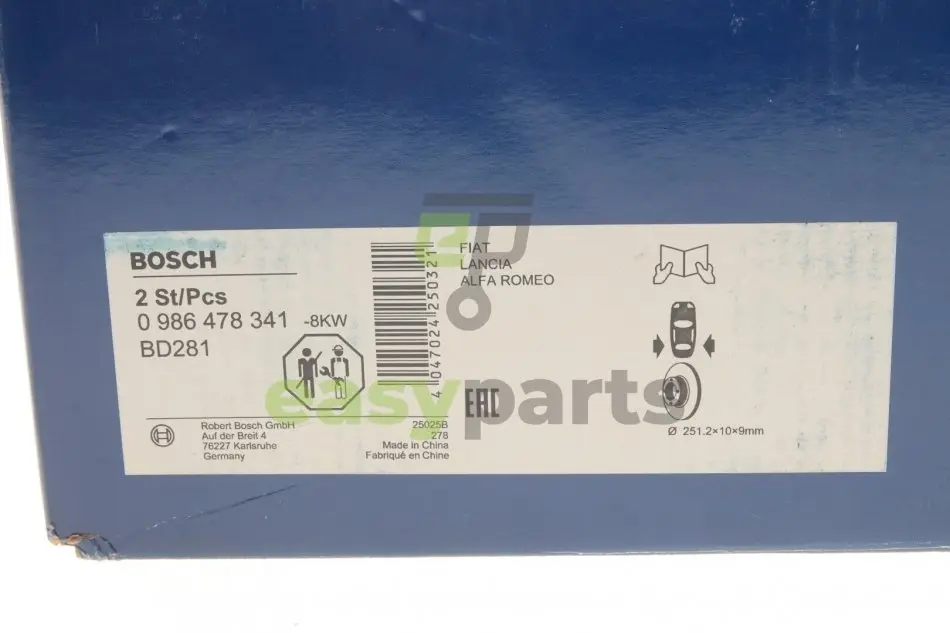 BOSCH
2 St/Pcs
0 986 478 341 -8KW
BD281
4 047024 250321
FIAT
LANCIA
ALFA ROMEO
EAC
Ø 251.2×10×9mm
Robert Bosch GmbH
Auf der Breit 4
76227 Karlsruhe
Germany
25025B
278
Made in China
Fabriqué en Chine
easyparts